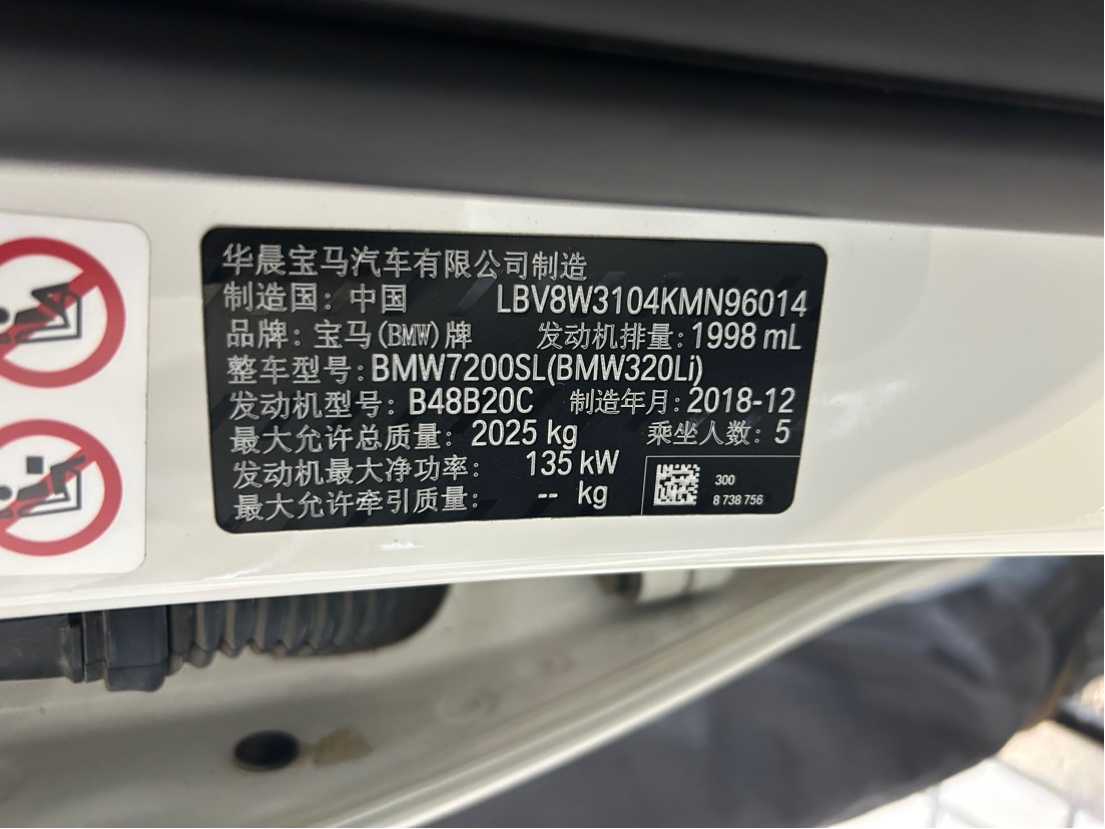 华晨宝马汽车有限公司制造
制造国：中国 LBV8W3104KMN96014
品牌：宝马(BMW)牌 发动机排量：1998 mL
整车型号：BMW7200SL(BMW320Li)
发动机型号：B48B20C 制造年月：2018-12
最大允许总质量：2025 kg 乘坐人数：5
发动机最大净功率：135 kW
最大允许牵引质量：-- kg
300
8 738 756